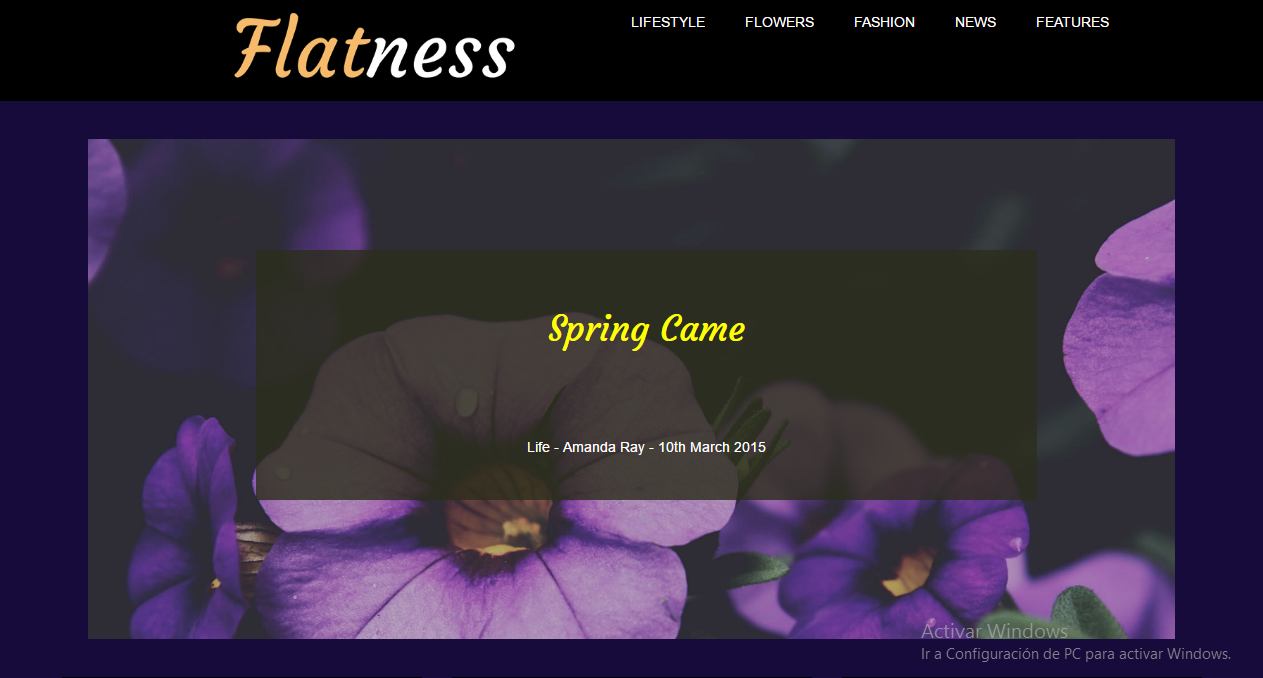 Flatness
LIFESTYLE FLOWERS FASHION NEWS FEATURES
Spring Came
Life - Amanda Ray - 10th March 2015
Activar Windows
Ir a Configuración de PC para activar Windows.